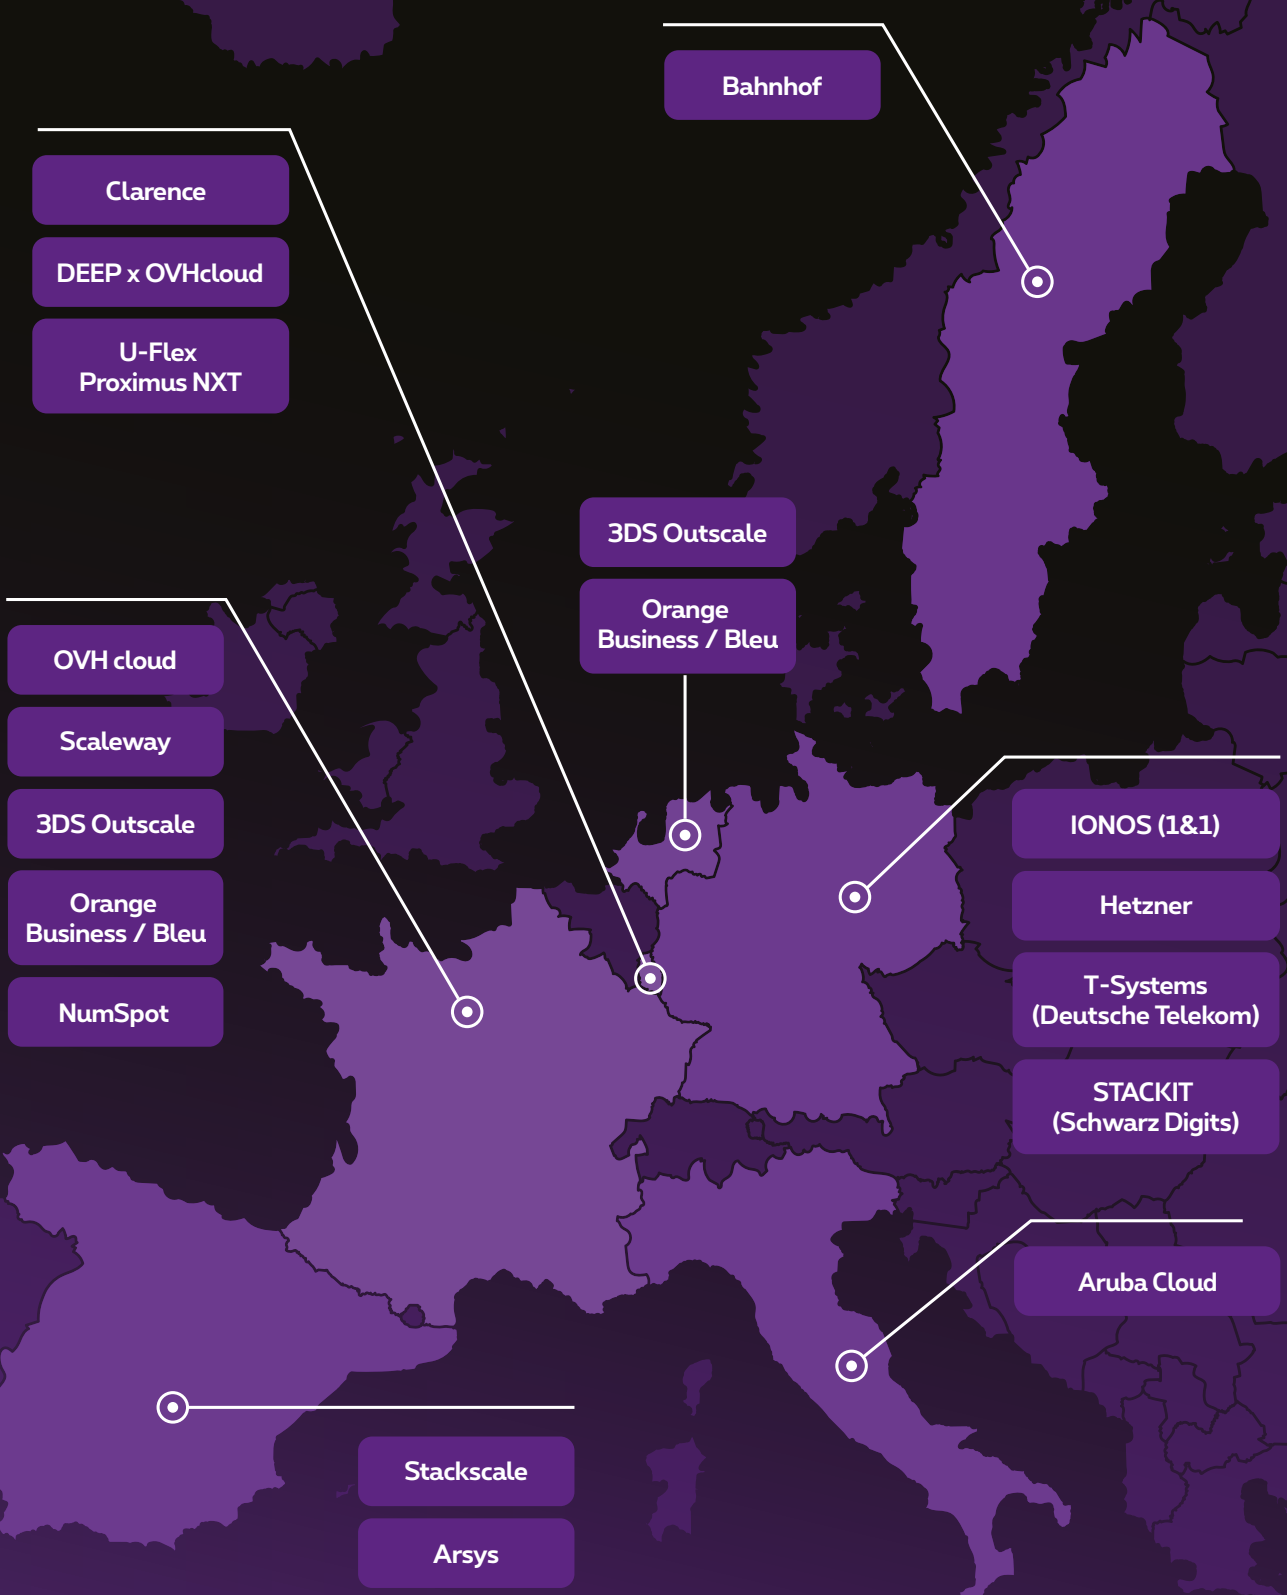 Bahnhof
Clarence
DEEP x OVHcloud
U-Flex
Proximus NXT
3DS Outscale
Orange
Business / Bleu
OVH cloud
Scaleway
3DS Outscale
Orange
Business / Bleu
NumSpot
IONOS (1&1)
Hetzner
T-Systems
(Deutsche Telekom)
STACKIT
(Schwarz Digits)
Aruba Cloud
Stackscale
Arsys